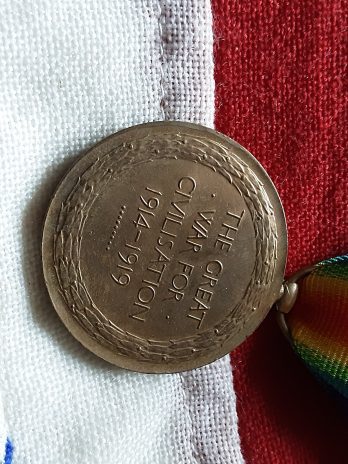 THE GREAT
· WAR FOR ·
CIVILISATION
1914-1919